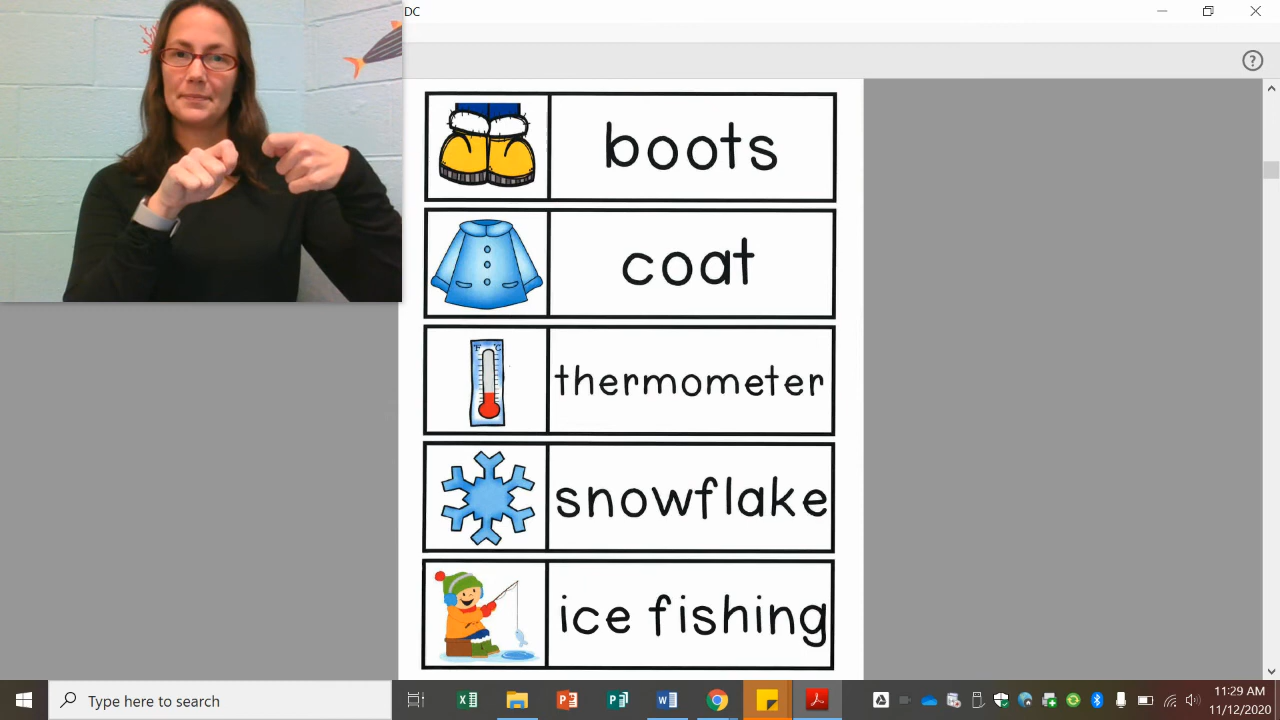 DC
boots
coat
°F °C
thermometer
snowflake
ice fishing
Type here to search
11:29 AM
11/12/2020